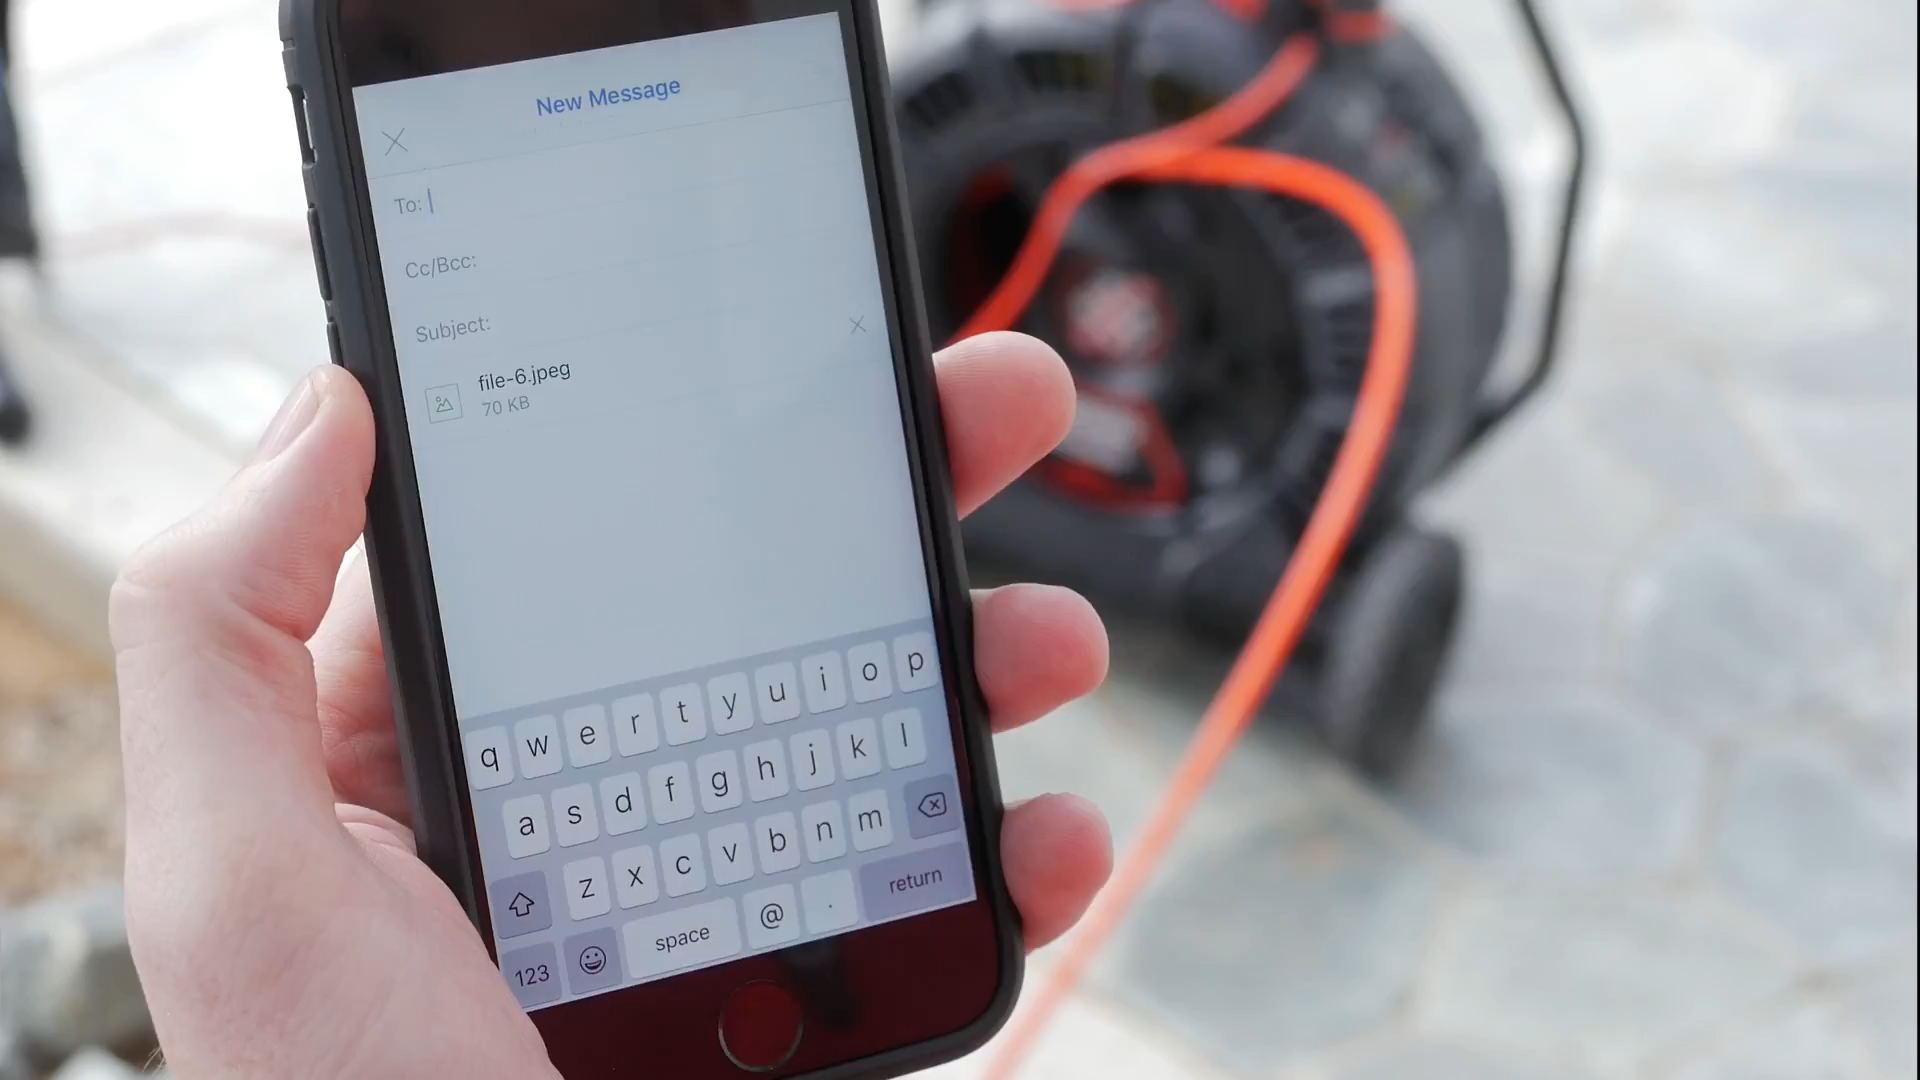 New Message
To:
Cc/Bcc:
Subject:
file-6.jpeg
70 KB
q w e r t y u i o p
a s d f g h j k l
z x c v b n m
123 space @ . return